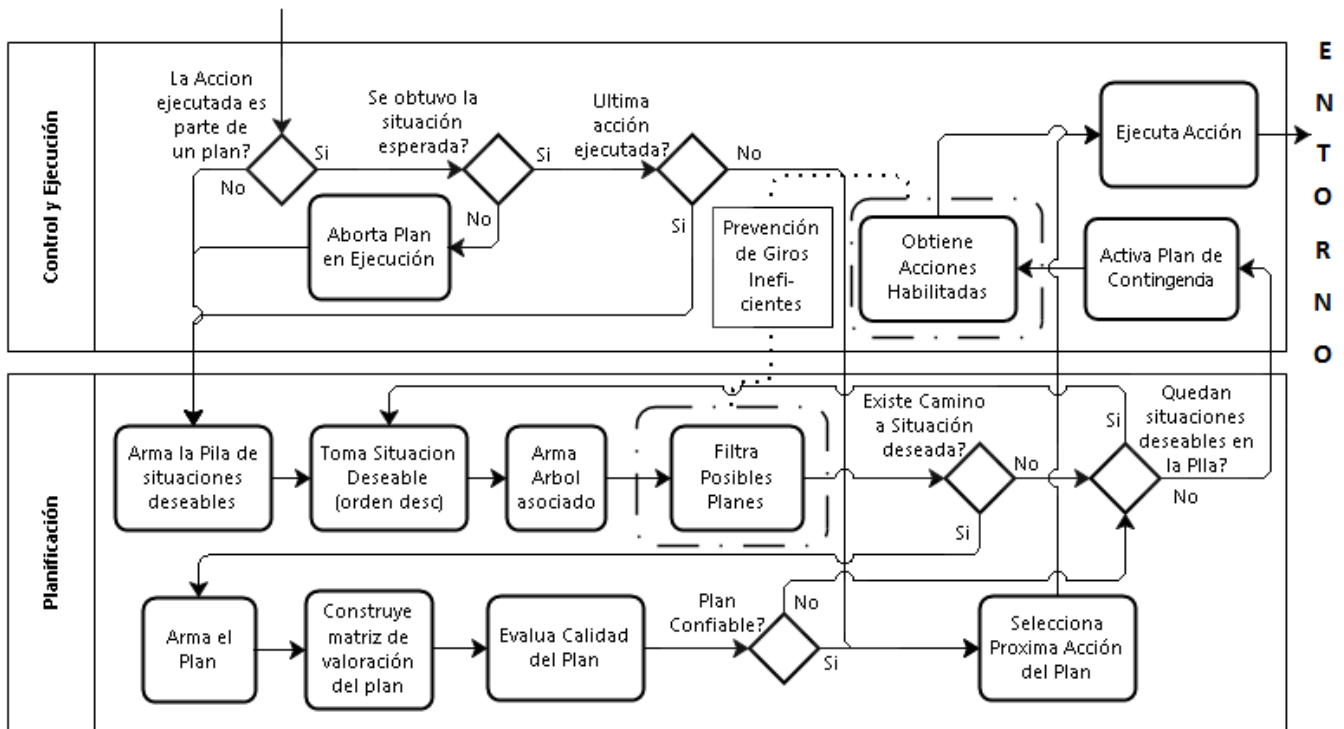 Control y Ejecución
La Accion
ejecutada es
parte de
un plan?
Si
No
Se obtuvo la
situación
esperada?
Si
No
Ultima
acción
ejecutada?
No
Si
Aborta Plan
en Ejecución
Prevención
de Giros
Inefi-
cientes
Obtiene
Acciones
Habilitadas
Ejecuta Acción
Activa Plan de
Contingencia
E
N
T
O
R
N
O
Planificación
Arma la Pila de
situaciones
deseables
Toma Situacion
Deseable
(orden desc)
Arma
Arbol
asociado
Filtra
Posibles
Planes
Existe Camino
a Situación
deseada?
No
Si
Quedan
situaciones
deseables en
la PIla?
Si
No
Arma el
Plan
Construye
matriz de
valoración
del plan
Evalua Calidad
del Plan
Plan
Confiable?
No
Si
Selecciona
Proxima Acción
del Plan